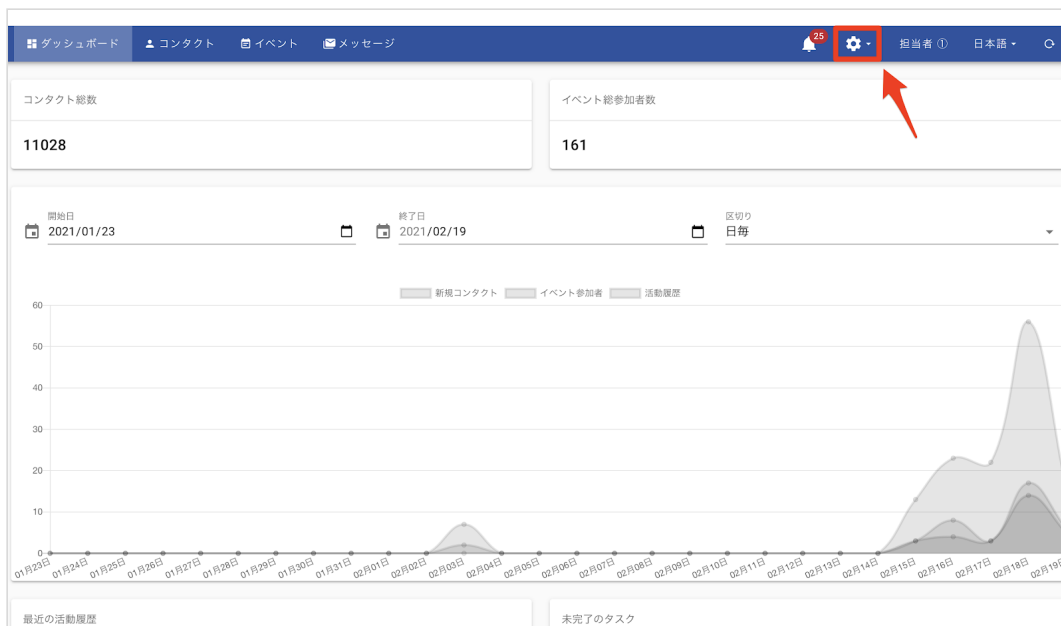 ダッシュボード コンタクト イベント メッセージ 25 担当者 ① 日本語
コンタクト総数
11028
イベント総参加者数
161
開始日
2021/01/23
終了日
2021/02/19
区切り
日毎
新規コンタクト イベント参加者 活動履歴
60
50
40
30
20
10
0
01月23日 01月24日 01月25日 01月26日 01月27日 01月28日 01月29日 01月30日 01月31日 02月01日 02月02日 02月03日 02月04日 02月05日 02月06日 02月07日 02月08日 02月09日 02月10日 02月11日 02月12日 02月13日 02月14日 02月15日 02月16日 02月17日 02月18日 02月19日
最近の活動履歴
未完了のタスク